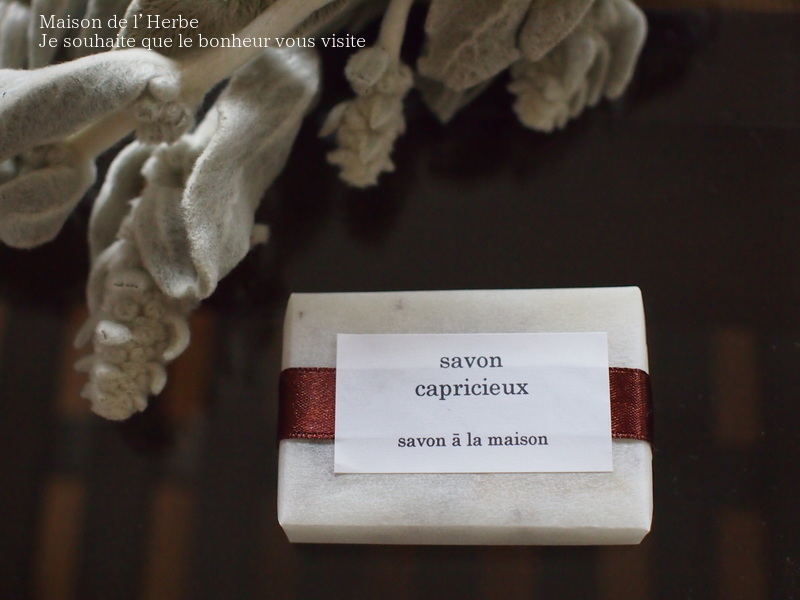 Maison de l'Herbe
Je souhaite que le bonheur vous visite
savon
capricieux
savon ā la maison